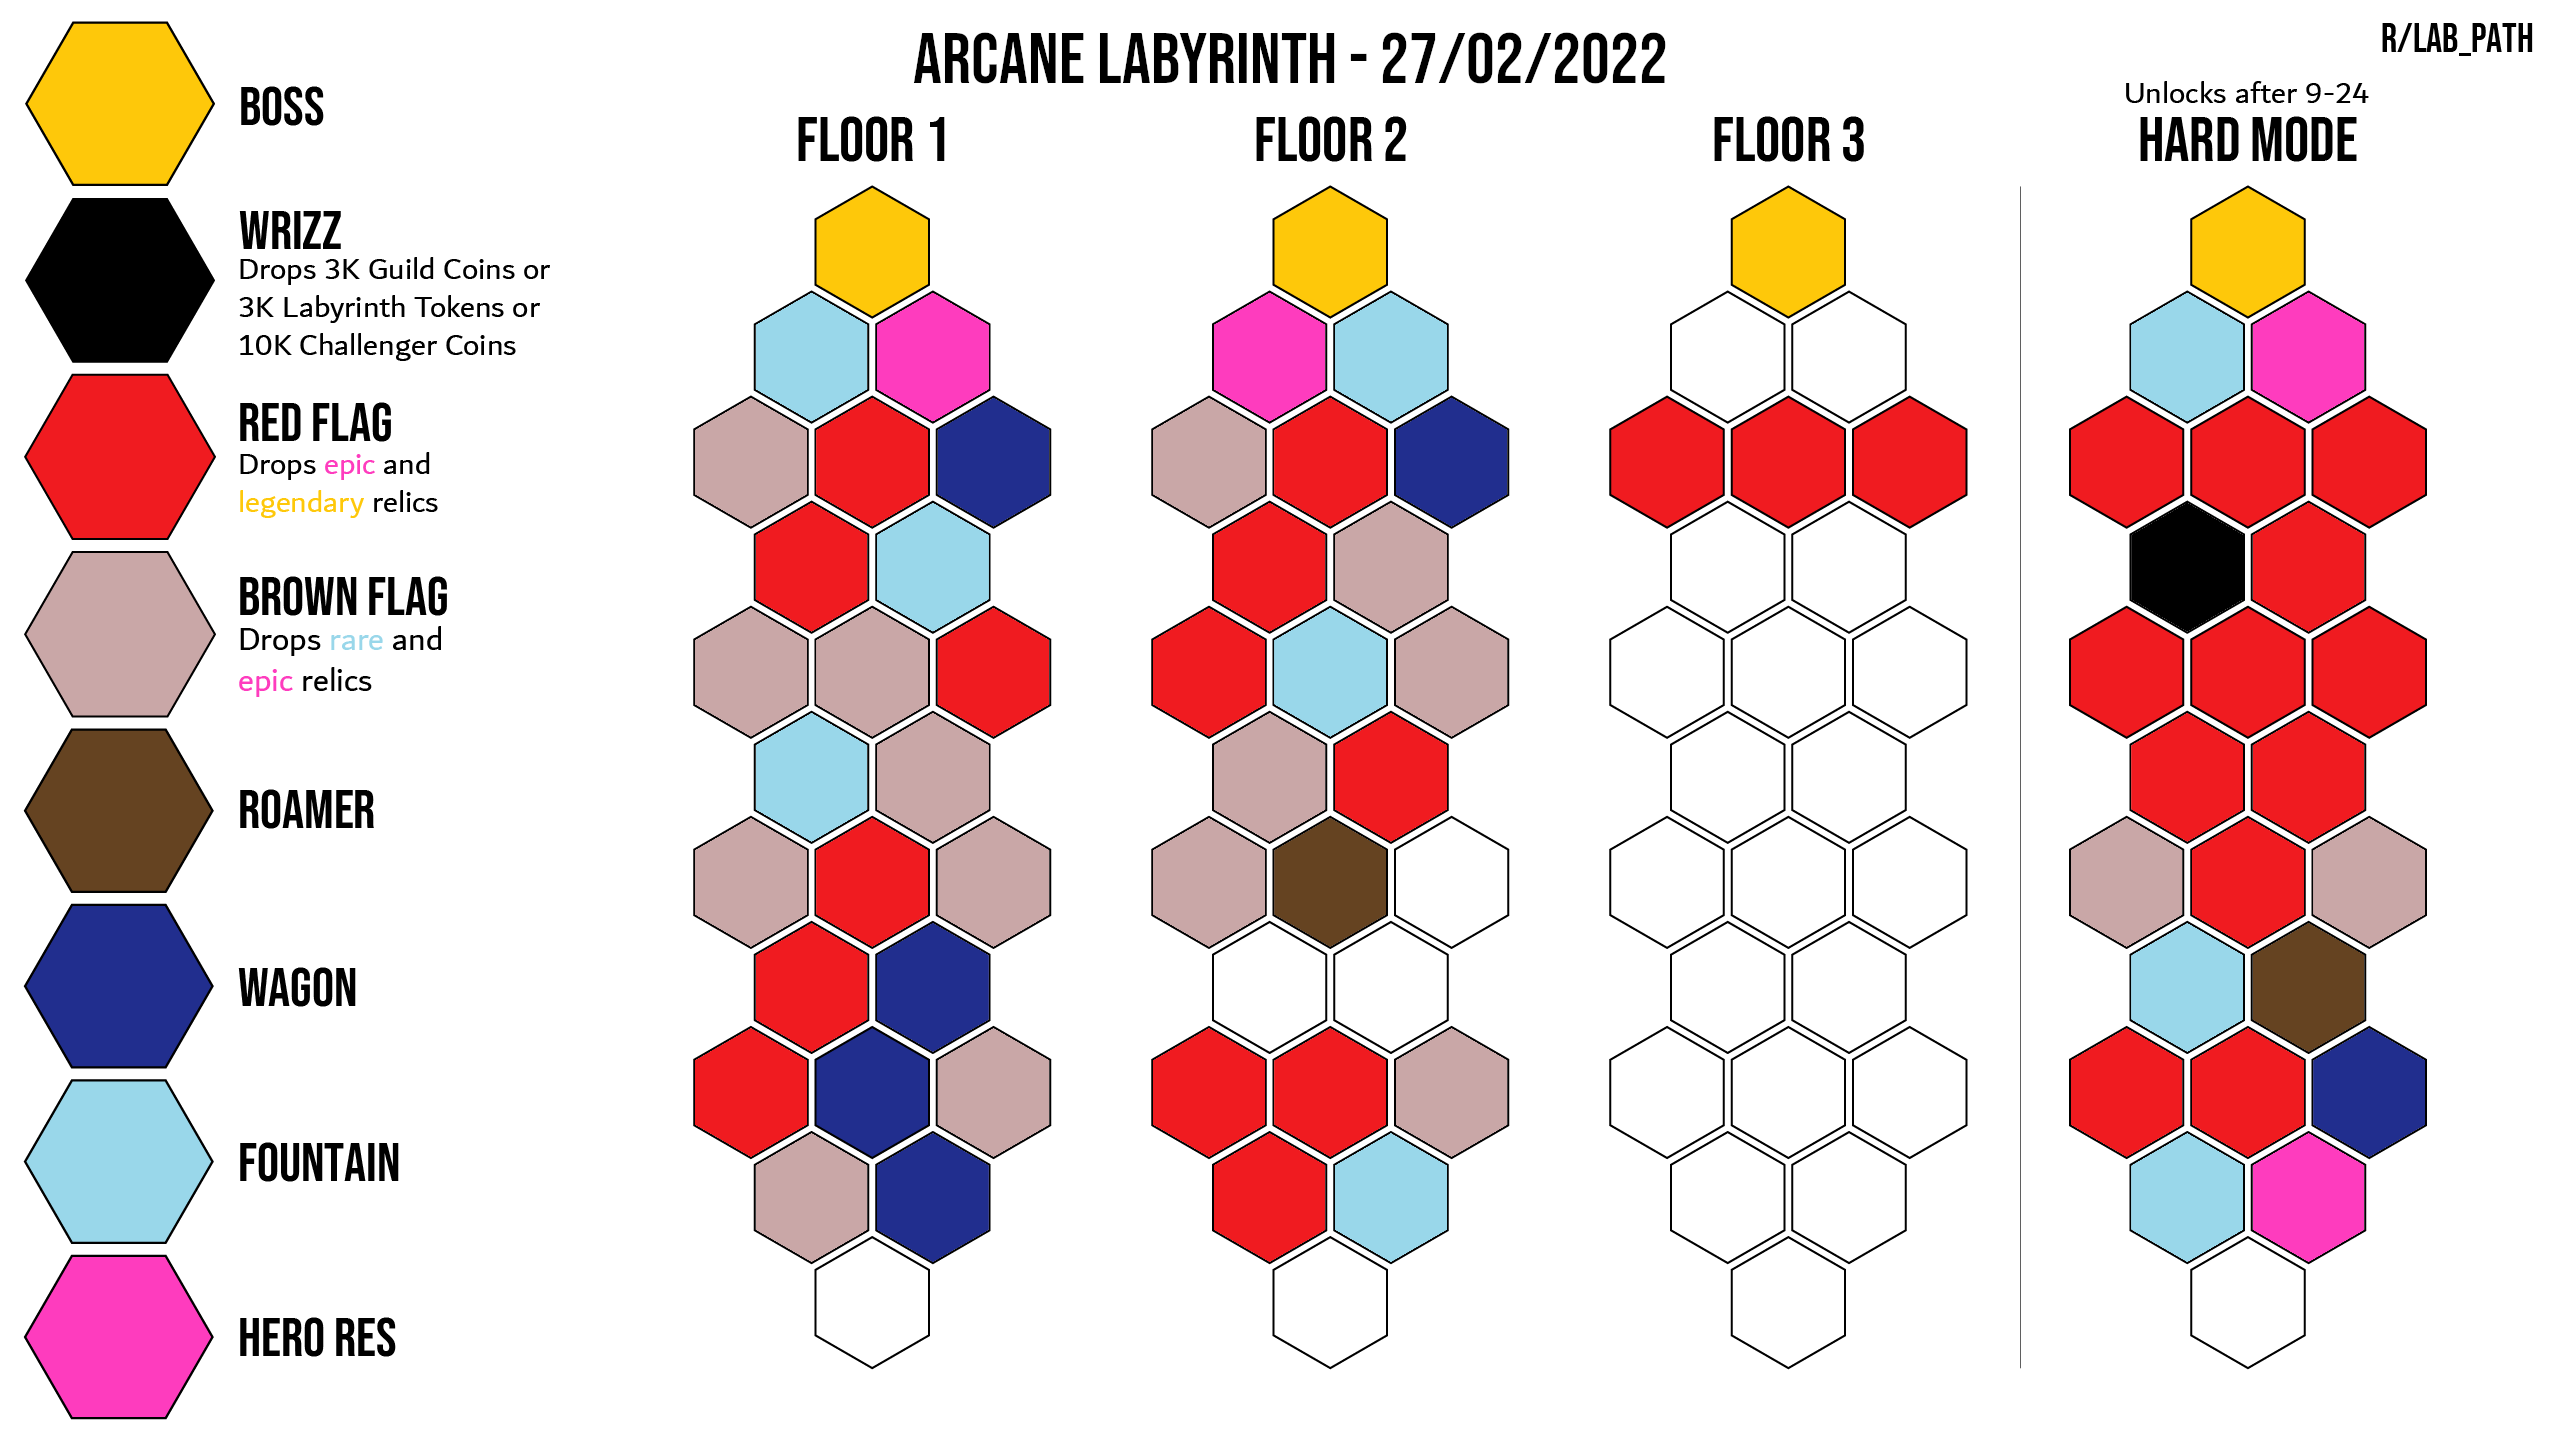 ARCANE LABYRINTH - 27/02/2022
R/LAB_PATH
BOSS
WRIZZ
Drops 3K Guild Coins or
3K Labyrinth Tokens or
10K Challenger Coins
RED FLAG
Drops epic and
legendary relics
BROWN FLAG
Drops rare and
epic relics
ROAMER
WAGON
FOUNTAIN
HERO RES
FLOOR 1
FLOOR 2
FLOOR 3
Unlocks after 9-24
HARD MODE